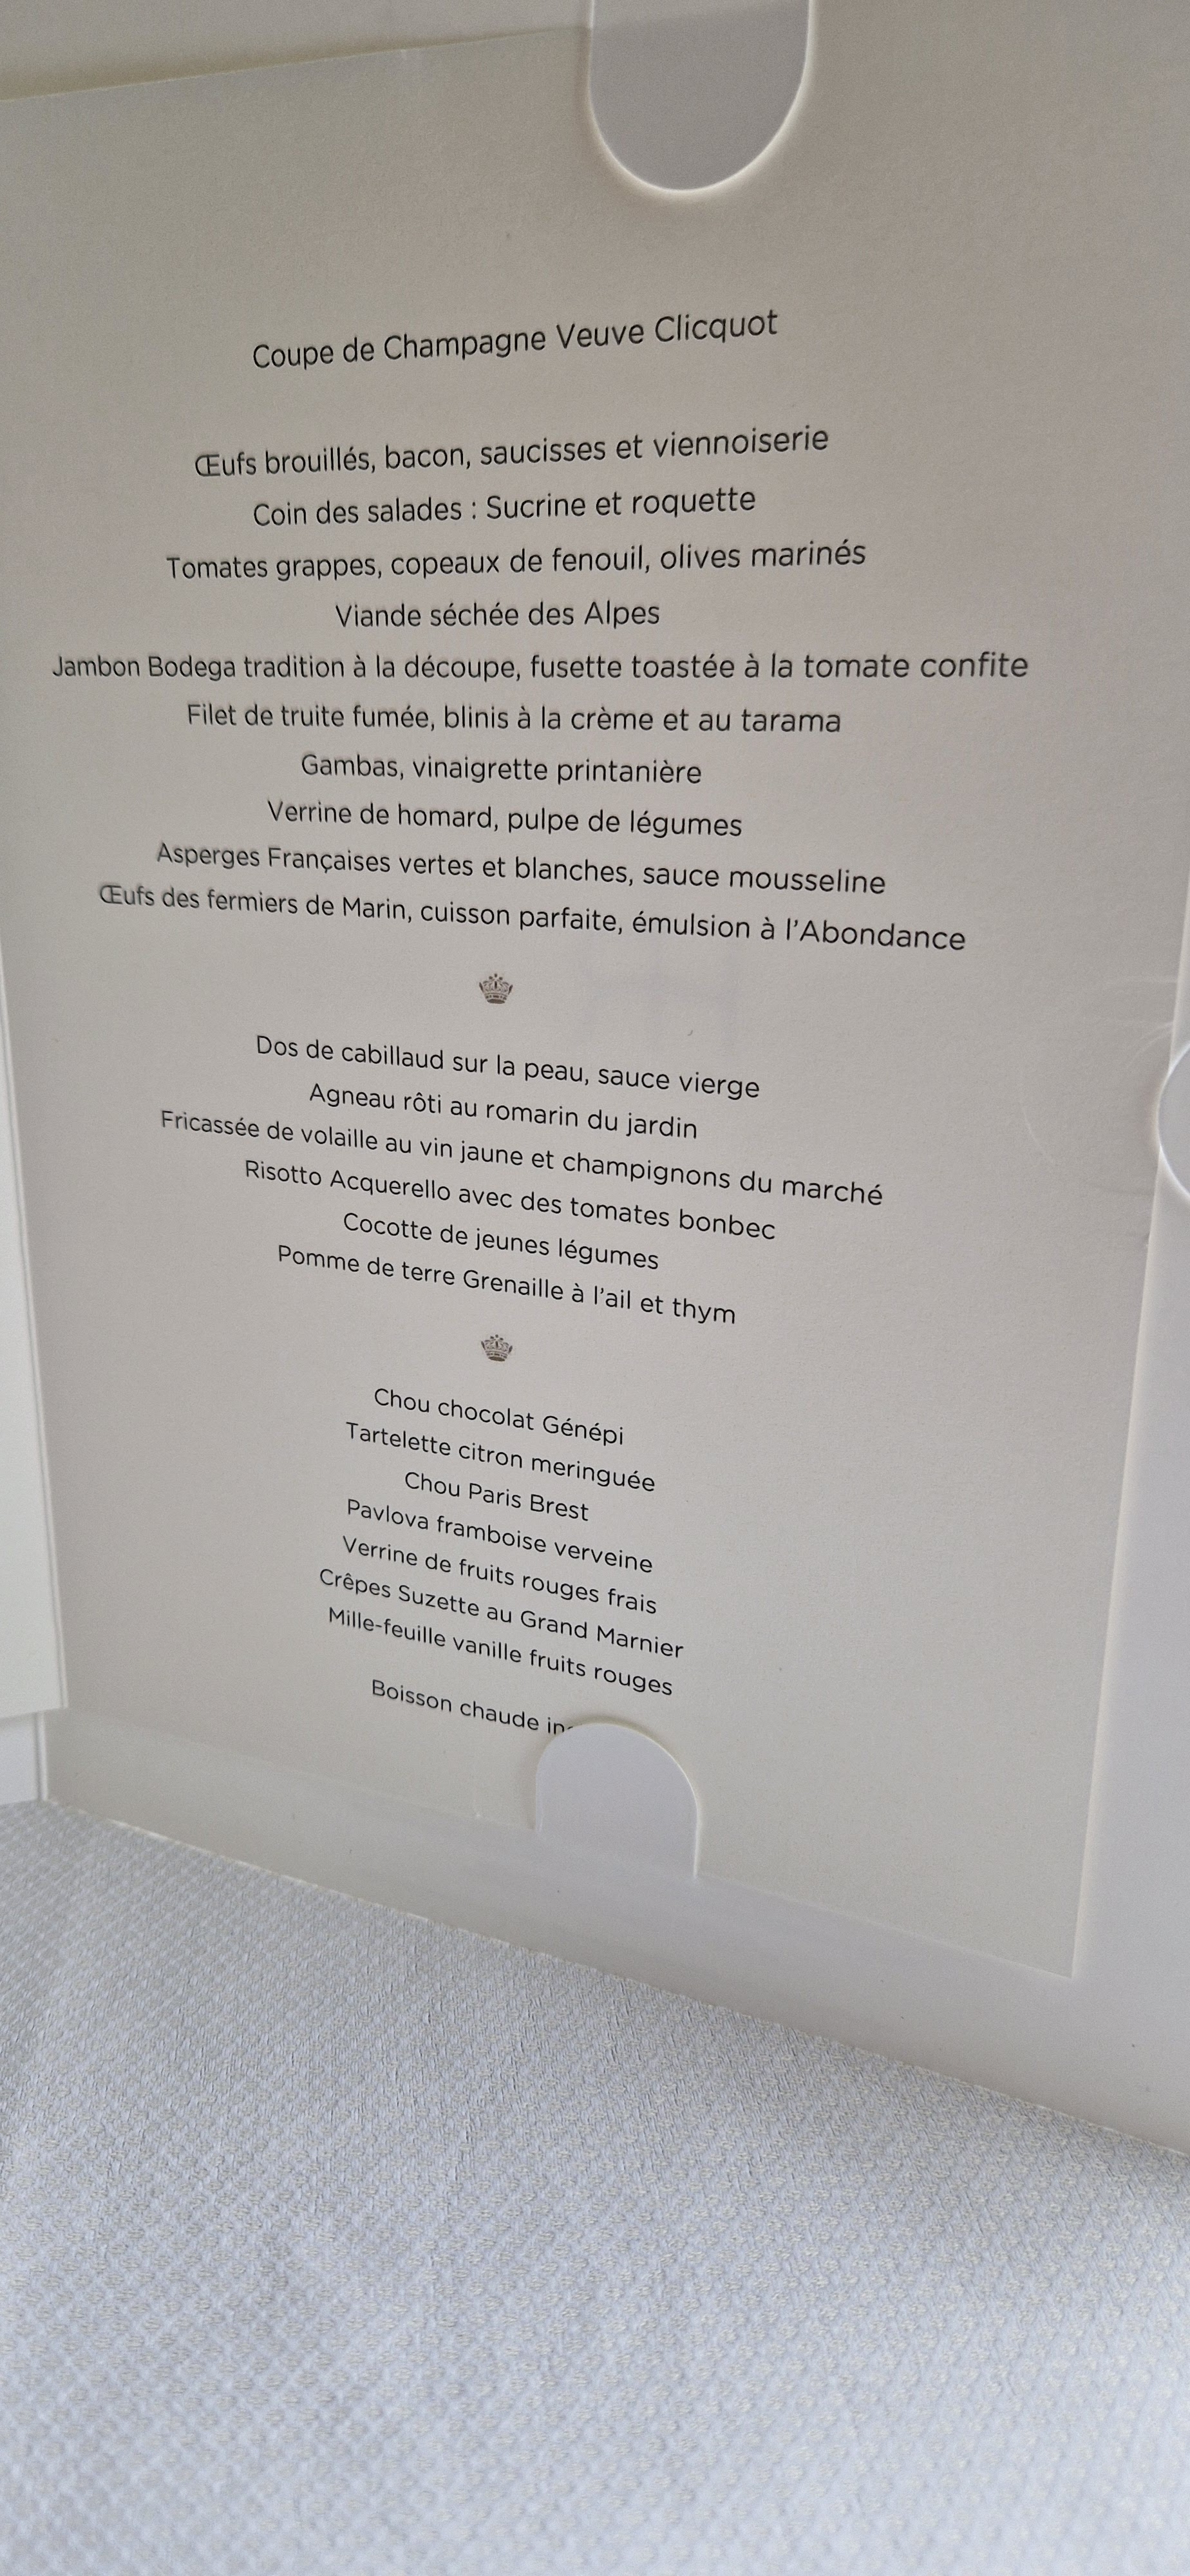 Coupe de Champagne Veuve Clicquot
Œufs brouillés, bacon, saucisses et viennoiserie
Coin des salades : Sucrine et roquette
Tomates grappes, copeaux de fenouil, olives marinés
Viande séchée des Alpes
Jambon Bodega tradition à la découpe, fusette toastée à la tomate confite
Filet de truite fumée, blinis à la crème et au tarama
Gambas, vinaigrette printanière
Verrine de homard, pulpe de légumes
Asperges Françaises vertes et blanches, sauce mousseline
Œufs des fermiers de Marin, cuisson parfaite, émulsion à l'Abondance
Dos de cabillaud sur la peau, sauce vierge
Agneau rôti au romarin du jardin
Fricassée de volaille au vin jaune et champignons du marché
Risotto Acquerello avec des tomates bonbec
Cocotte de jeunes légumes
Pomme de terre Grenaille à l'ail et thym
Chou chocolat Génépi
Tartelette citron meringuée
Chou Paris Brest
Pavlova framboise verveine
Verrine de fruits rouges frais
Crêpes Suzette au Grand Marnier
Mille-feuille vanille fruits rouges
Boisson chaude